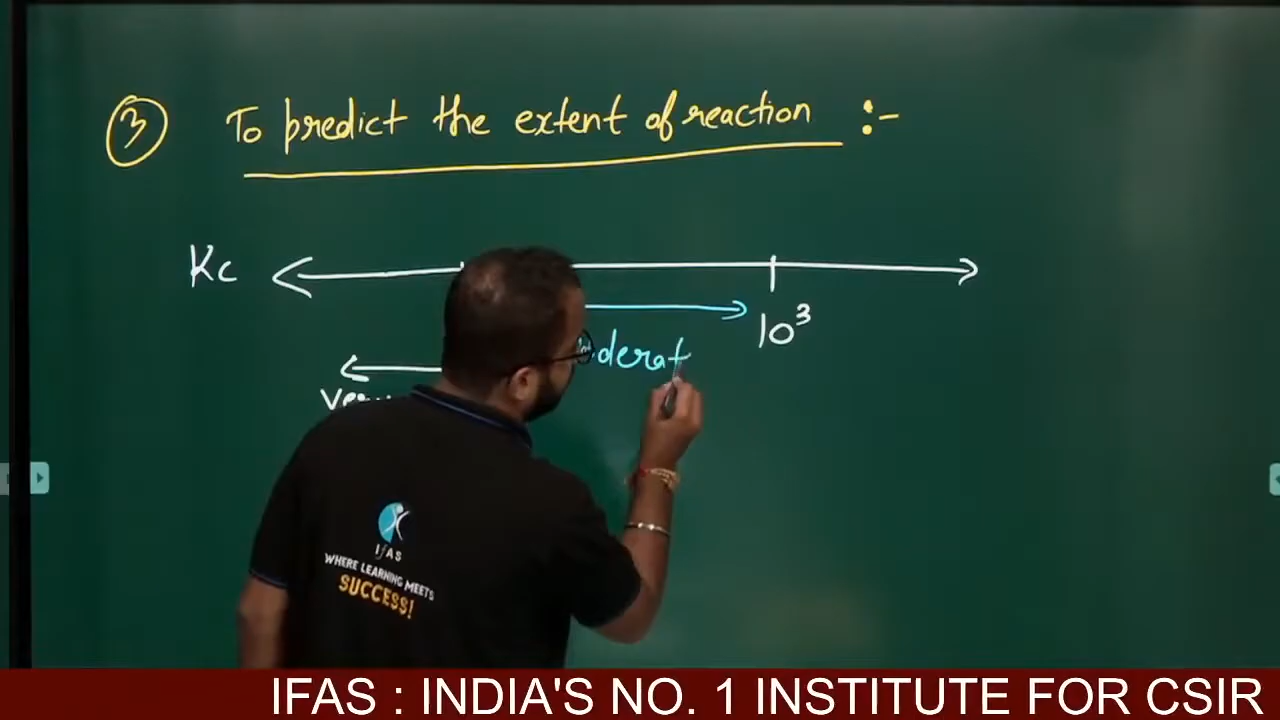 3 To predict the extent of reaction :-
Kc
10³
IFAS
WHERE LEARNING MEETS
SUCCESS!
IFAS : INDIA'S NO. 1 INSTITUTE FOR CSIR